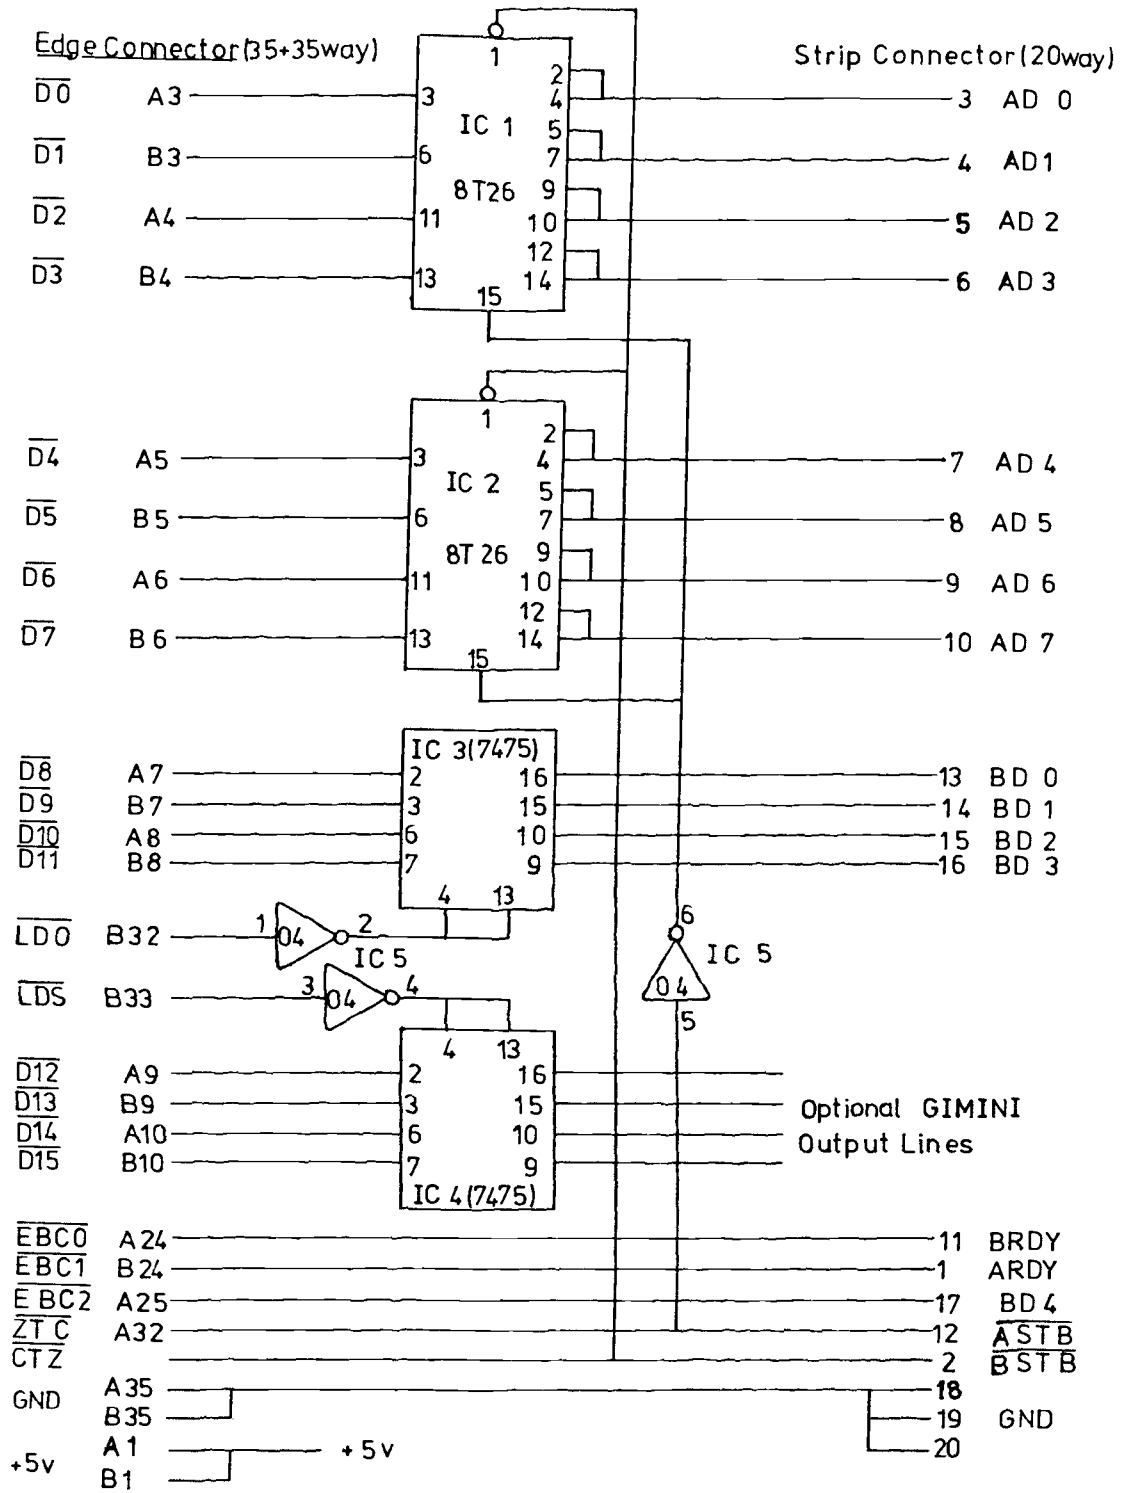 Edge Connector(35+35way)
Strip Connector(20way)
1
D0 A3 3 2 4 3 AD 0
IC 1
D1 B3 6 5 7 4 AD1
8T26
D2 A4 11 9 10 5 AD 2
D3 B4 13 12 14 6 AD 3
15
1
D4 A5 3 2 4 7 AD 4
IC 2
D5 B5 6 5 7 8 AD 5
8T 26
D6 A6 11 9 10 9 AD 6
D7 B6 13 12 14 10 AD 7
15
IC 3(7475)
D8 A7 2 16 13 BD 0
D9 B7 3 15 14 BD 1
D10 A8 6 10 15 BD 2
D11 B8 7 9 16 BD 3
4 13
LD0 B32 1 04 2
IC 5
6
IC 5
04
5
LDS B33 3 04 4
4 13
D12 A9 2 16
D13 B9 3 15
D14 A10 6 10
D15 B10 7 9
IC 4(7475)
Optional GIMINI
Output Lines
EBC0 A24 11 BRDY
EBC1 B24 1 ARDY
EBC2 A25 17 BD4
ZTC A32 12 ASTB
CTZ 2 BSTB
GND A35 18
B35 19 GND
20
+5v A1 +5v
B1